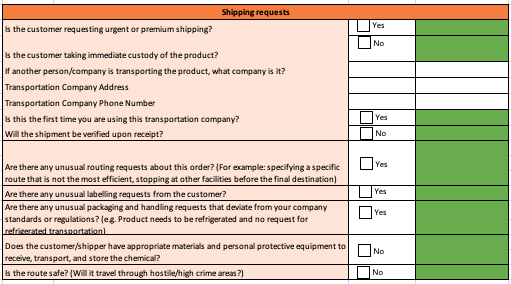 Shipping requests
Is the customer requesting urgent or premium shipping? Yes
Is the customer taking immediate custody of the product? No
If another person/company is transporting the product, what company is it?
Transportation Company Address
Transportation Company Phone Number
Is this the first time you are using this transportation company? Yes
Will the shipment be verified upon receipt? No
Are there any unusual routing requests about this order? (For example: specifying a specific
route that is not the most efficient, stopping at other facilities before the final destination) Yes
Are there any unusual labelling requests from the customer? Yes
Are there any unusual packaging and handling requests that deviate from your company
standards or regulations? (e.g. Product needs to be refrigerated and no request for
refrigerated transportation) Yes
Does the customer/shipper have appropriate materials and personal protective equipment to
receive, transport, and store the chemical? No
Is the route safe? (Will it travel through hostile/high crime areas?) No